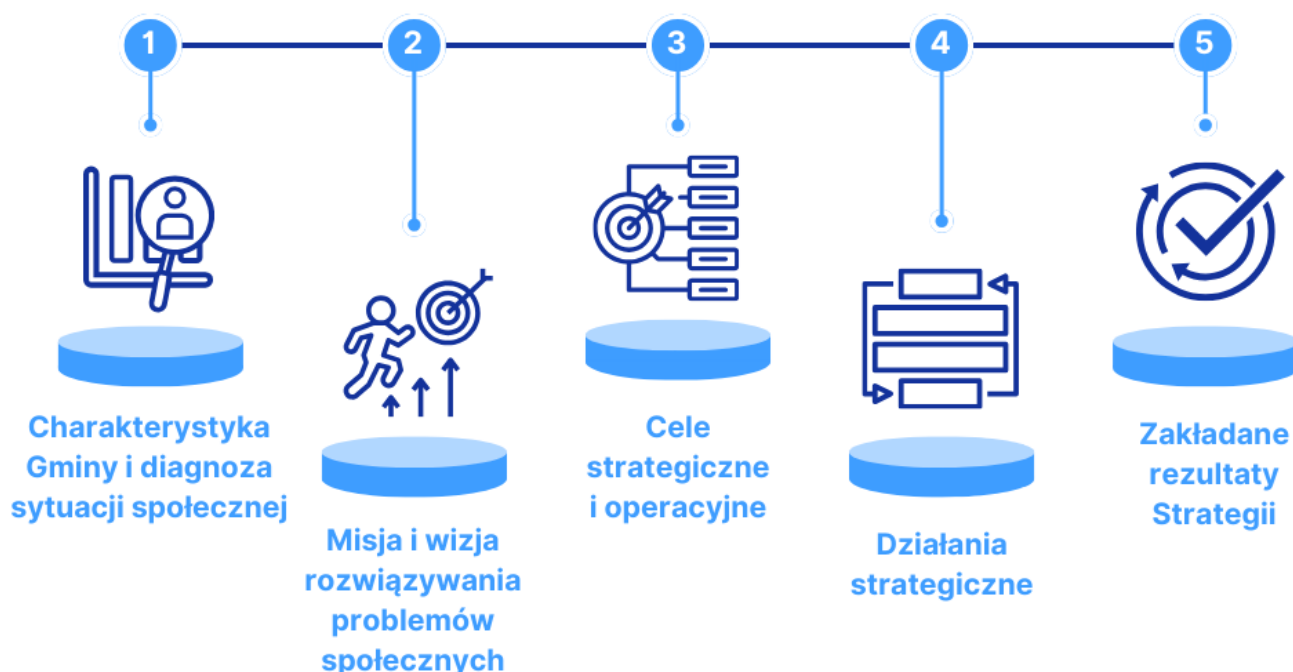 1
2
3
4
5
Charakterystyka
Gminy i diagnoza
sytuacji społecznej
Misja i wizja
rozwiązywania
problemów
społecznych
Cele
strategiczne
i operacyjne
Działania
strategiczne
Zakładane
rezultaty
Strategii